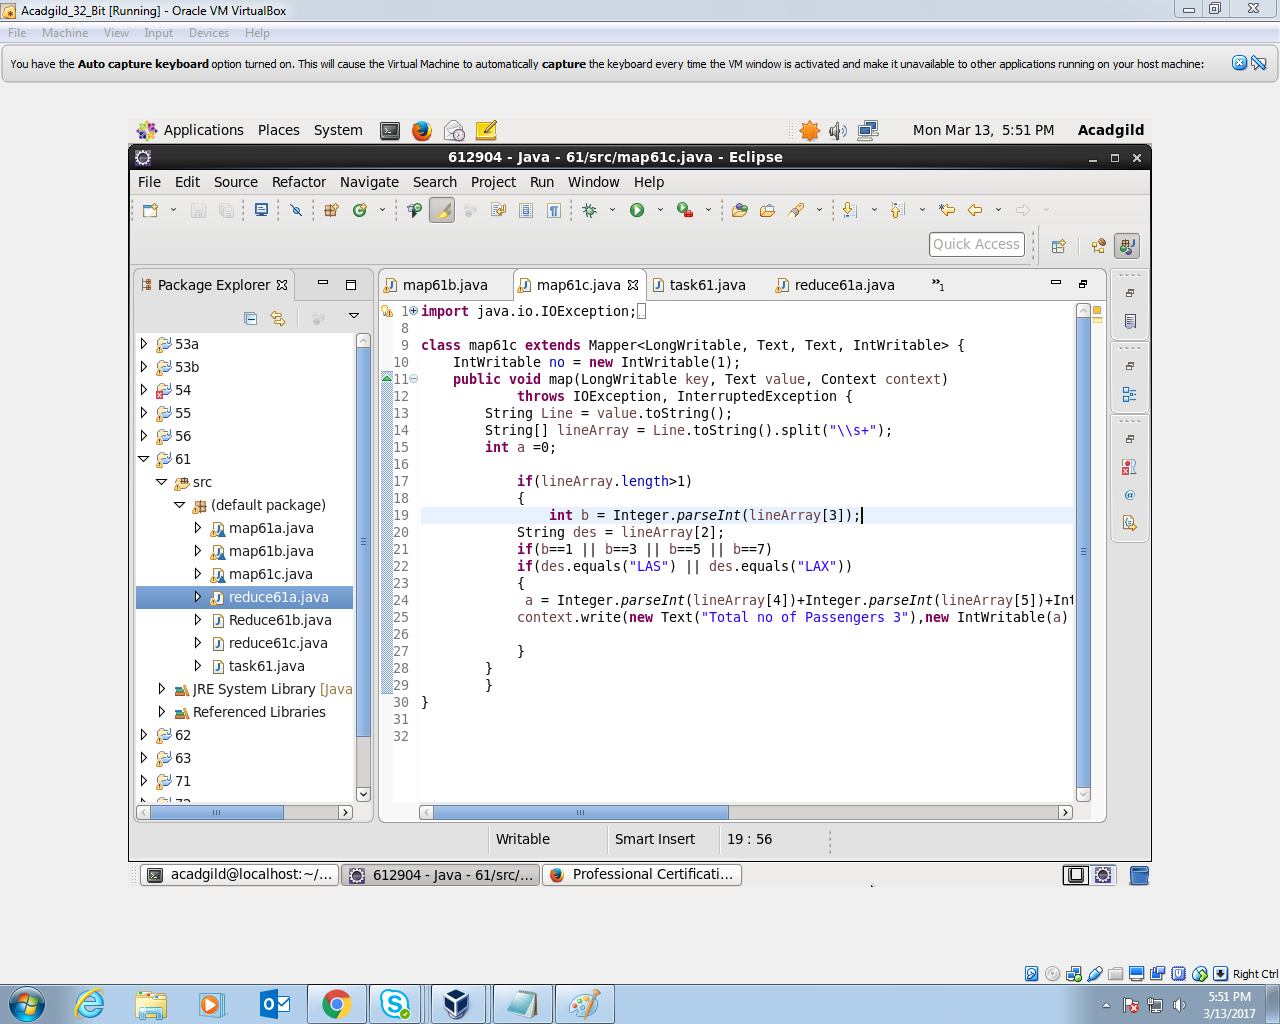 Acadgild_32_Bit [Running] - Oracle VM VirtualBox
File Machine View Input Devices Help
You have the Auto capture keyboard option turned on. This will cause the Virtual Machine to automatically capture the keyboard every time the VM window is activated and make it unavailable to other applications running on your host machine:
Applications Places System Mon Mar 13, 5:51 PM Acadgild
612904 - Java - 61/src/map61c.java - Eclipse
File Edit Source Refactor Navigate Search Project Run Window Help
Quick Access
Package Explorer
map61b.java map61c.java task61.java reduce61a.java »1
53a
53b
54
55
56
61
src
(default package)
map61a.java
map61b.java
map61c.java
reduce61a.java
Reduce61b.java
reduce61c.java
task61.java
JRE System Library [Java
Referenced Libraries
62
63
71
1 import java.io.IOException;
8
9 class map61c extends Mapper<LongWritable, Text, Text, IntWritable> {
10 IntWritable no = new IntWritable(1);
11 public void map(LongWritable key, Text value, Context context)
12 throws IOException, InterruptedException {
13 String Line = value.toString();
14 String[] lineArray = Line.toString().split("\\s+");
15 int a =0;
16
17 if(lineArray.length>1)
18 {
19 int b = Integer.parseInt(lineArray[3]);
20 String des = lineArray[2];
21 if(b==1 || b==3 || b==5 || b==7)
22 if(des.equals("LAS") || des.equals("LAX"))
23 {
24 a = Integer.parseInt(lineArray[4])+Integer.parseInt(lineArray[5])+Int
25 context.write(new Text("Total no of Passengers 3"),new IntWritable(a)
26
27 }
28 }
29 }
30 }
31
32
Writable Smart Insert 19 : 56
acadgild@localhost:~/... 612904 - Java - 61/src/... Professional Certificati...
Right Ctrl
5:51 PM
3/13/2017